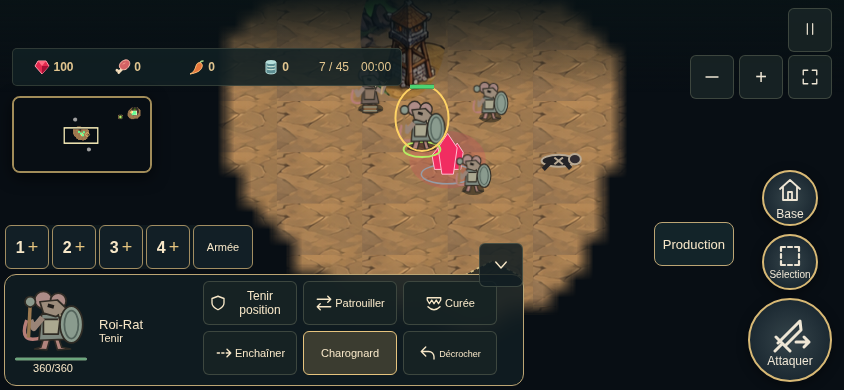 100 0 0 0 7 / 45 00:00
1 + 2 + 3 + 4 + Armée
Production
Base
Sélection
Attaquer
Roi-Rat
Tenir
360/360
Tenir
position
Patrouiller
Curée
Enchaîner
Charognard
Décrocher